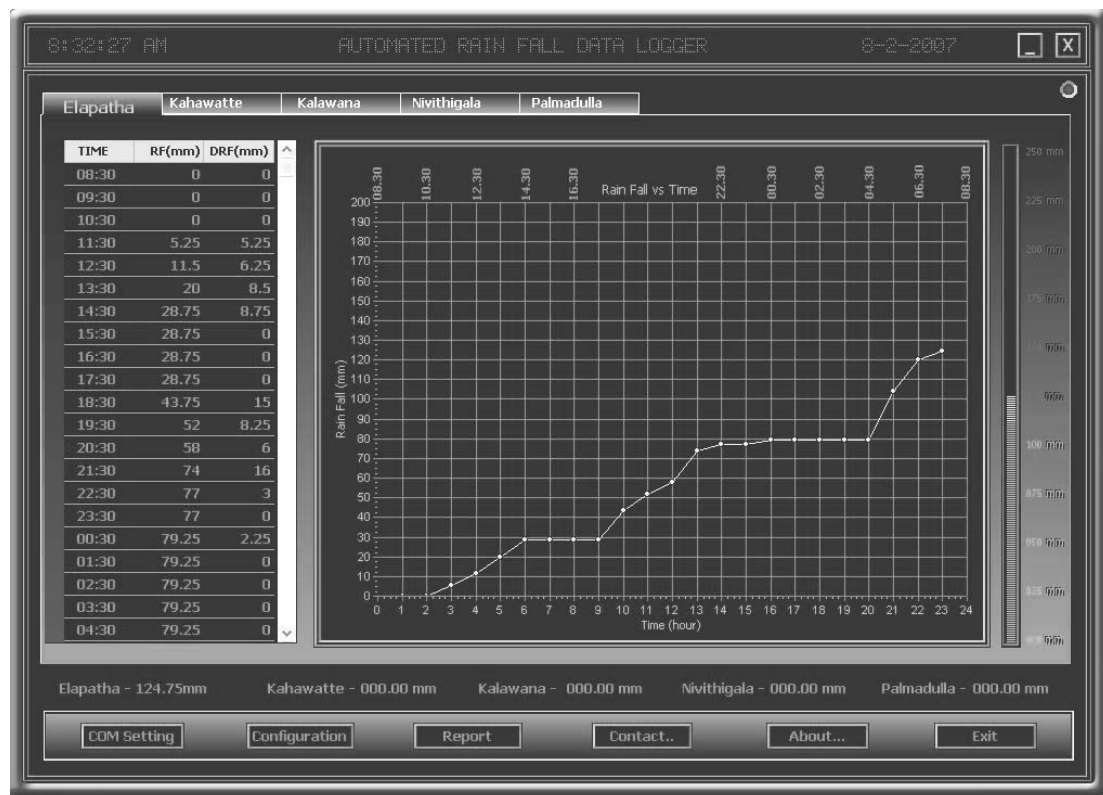 8:32:27 AM AUTOMATED RAIN FALL DATA LOGGER 8-2-2007 _ X
Elapatha Kahawatte Kalawana Nivithigala Palmadulla
TIME RF(mm) DRF(mm)
08:30 0 0
09:30 0 0
10:30 0 0
11:30 5.25 5.25
12:30 11.5 6.25
13:30 20 8.5
14:30 28.75 8.75
15:30 28.75 0
16:30 28.75 0
17:30 28.75 0
18:30 43.75 15
19:30 52 8.25
20:30 58 6
21:30 74 16
22:30 77 3
23:30 77 0
00:30 79.25 2.25
01:30 79.25 0
02:30 79.25 0
03:30 79.25 0
04:30 79.25 0
08.30 10.30 12.30 14.30 16.30 Rain Fall vs Time 22.30 00.30 02.30 04.30 06.30 08.30
200
190
180
170
160
150
140
130
120
110
100
90
80
70
60
50
40
30
20
10
0
Rain Fall (mm)
0 1 2 3 4 5 6 7 8 9 10 11 12 13 14 15 16 17 18 19 20 21 22 23 24
Time (hour)
250 mm
225 mm
200 mm
175 mm
mm
mm
100 mm
075 mm
050 mm
mm
mm
Elapatha - 124.75mm Kahawatte - 000.00 mm Kalawana - 000.00 mm Nivithigala - 000.00 mm Palmadulla - 000.00 mm
COM Setting Configuration Report Contact.. About... Exit